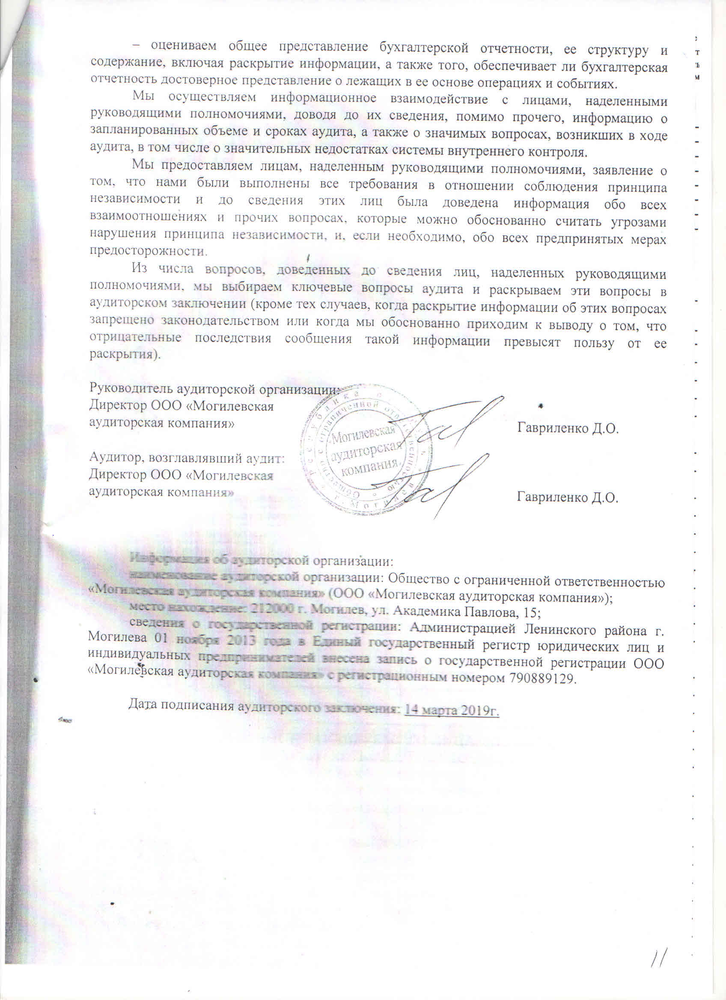 – оцениваем общее представление бухгалтерской отчетности, ее структуру и
содержание, включая раскрытие информации, а также того, обеспечивает ли бухгалтерская
отчетность достоверное представление о лежащих в ее основе операциях и событиях.
Мы осуществляем информационное взаимодействие с лицами, наделенными
руководящими полномочиями, доводя до их сведения, помимо прочего, информацию о
запланированных объеме и сроках аудита, а также о значимых вопросах, возникших в ходе
аудита, в том числе о значительных недостатках системы внутреннего контроля.
Мы предоставляем лицам, наделенным руководящими полномочиями, заявление о
том, что нами были выполнены все требования в отношении соблюдения принципа
независимости и до сведения этих лиц была доведена информация обо всех
взаимоотношениях и прочих вопросах, которые можно обоснованно считать угрозами
нарушения принципа независимости, и, если необходимо, обо всех предпринятых мерах
предосторожности.
Из числа вопросов, доведенных до сведения лиц, наделенных руководящими
полномочиями, мы выбираем ключевые вопросы аудита и раскрываем эти вопросы в
аудиторском заключении (кроме тех случаев, когда раскрытие информации об этих вопросах
запрещено законодательством или когда мы обоснованно приходим к выводу о том, что
отрицательные последствия сообщения такой информации превысят пользу от ее
раскрытия).
Руководитель аудиторской организации:
Директор ООО «Могилевская
аудиторская компания»
Гавриленко Д.О.
Могилевская
аудиторская
компания
Аудитор, возглавлявший аудит:
Директор ООО «Могилевская
аудиторская компания»
Гавриленко Д.О.
Информация об аудиторской организации:
наименование аудиторской организации: Общество с ограниченной ответственностью
«Могилевская аудиторская компания» (ООО «Могилевская аудиторская компания»);
место нахождение: 212000 г. Могилев, ул. Академика Павлова, 15;
сведения о государственной регистрации: Администрацией Ленинского района г.
Могилева 01 ноября 2013 года в Единый государственный регистр юридических лиц и
индивидуальных предпринимателей внесена запись о государственной регистрации ООО
«Могилевская аудиторская компания» с регистрационным номером 790889129.
Дата подписания аудиторского заключения: 14 марта 2019г.
11